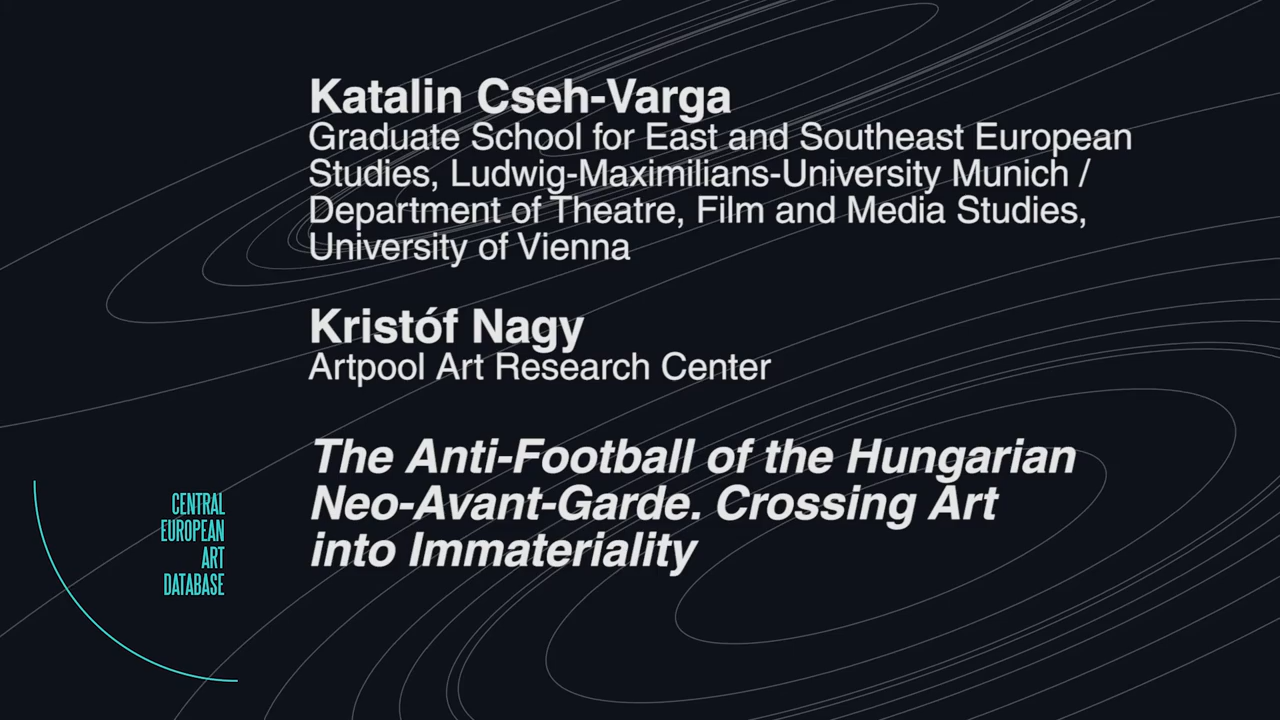 Katalin Cseh-Varga
Graduate School for East and Southeast European
Studies, Ludwig-Maximilians-University Munich /
Department of Theatre, Film and Media Studies,
University of Vienna
Kristóf Nagy
Artpool Art Research Center
The Anti-Football of the Hungarian
Neo-Avant-Garde. Crossing Art
into Immateriality
CENTRAL
EUROPEAN
ART
DATABASE